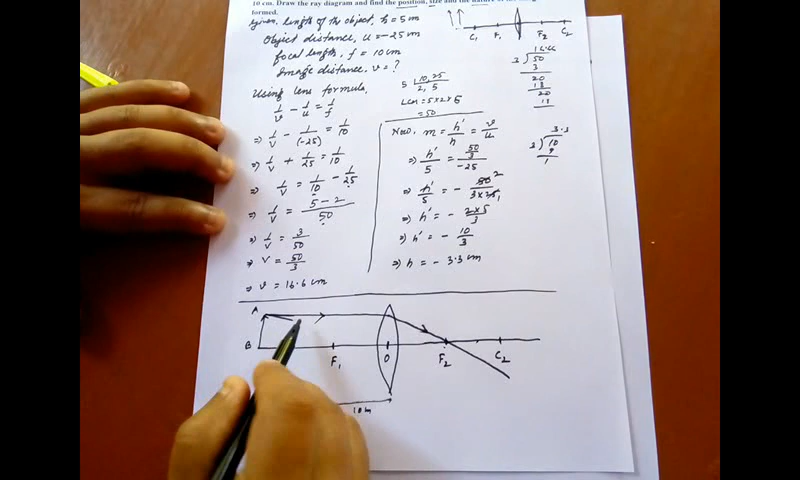 10 cm. Draw the ray diagram and find the position, size and the nature of the
formed.
Given, length of the object, h = 5 m
Object distance, u = -25 cm
focal length, f = 10 cm
Image distance, v = ?
Using lens formula,
1/v - 1/u = 1/f
⇒ 1/v - 1/(-25) = 1/10
⇒ 1/v + 1/25 = 1/10
⇒ 1/v = 1/10 - 1/25
⇒ 1/v = 5 - 2/50
⇒ 1/v = 3/50
⇒ v = 50/3
⇒ v = 16.6 cm
5 | 10, 25
2, 5
LCM = 5 x 2 x 5
= 50
Now, m = h'/h = v/u
⇒ h'/5 = 50/3/-25
⇒ h'/5 = - 50 2/3 x 25 1
⇒ h' = - 2 x 5/3
⇒ h' = - 10/3
⇒ h = - 3.3 cm
C1 F1 F2 C2
16.66
3 ) 50
3
20
18
20
18
3.3
3 ) 10
9
1
A
B F1 O F2 C2
10 m